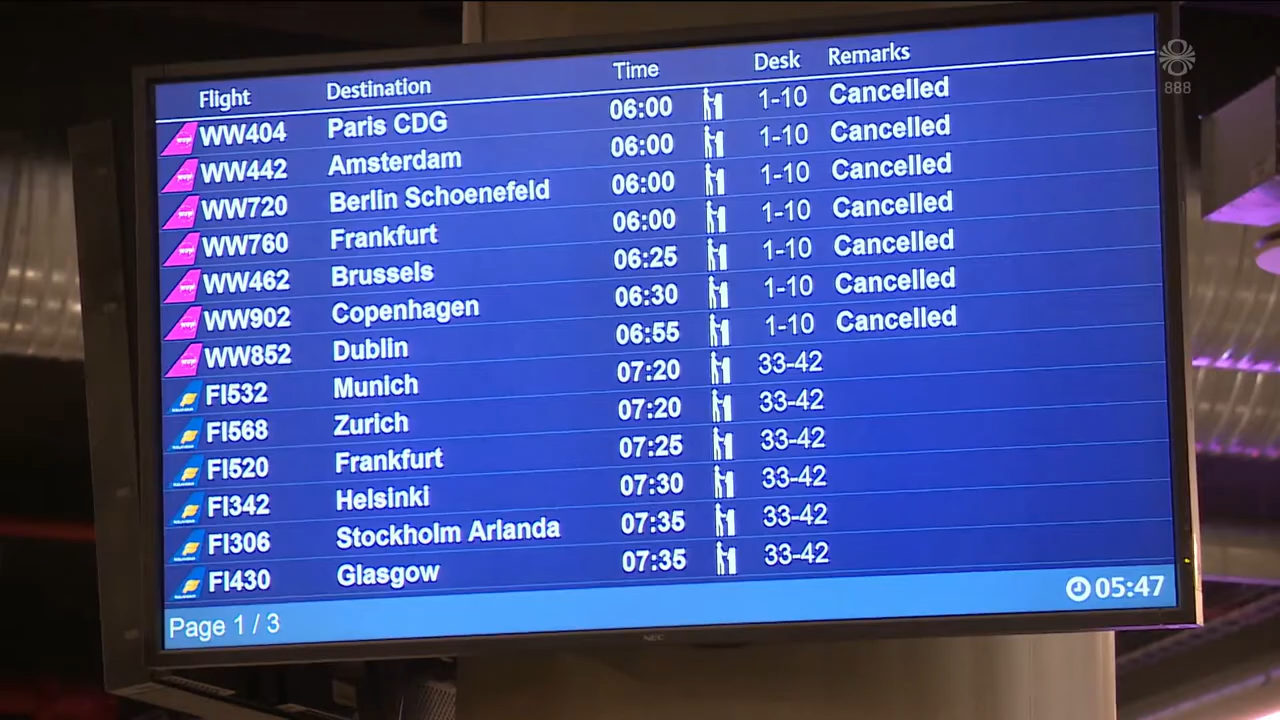 Flight Destination Time Desk Remarks
WW404 Paris CDG 06:00 1-10 Cancelled
WW442 Amsterdam 06:00 1-10 Cancelled
WW720 Berlin Schoenefeld 06:00 1-10 Cancelled
WW760 Frankfurt 06:00 1-10 Cancelled
WW462 Brussels 06:25 1-10 Cancelled
WW902 Copenhagen 06:30 1-10 Cancelled
WW852 Dublin 06:55 1-10 Cancelled
FI532 Munich 07:20 33-42
FI568 Zurich 07:20 33-42
FI520 Frankfurt 07:25 33-42
FI342 Helsinki 07:30 33-42
FI306 Stockholm Arlanda 07:35 33-42
FI430 Glasgow 07:35 33-42
Page 1 / 3 05:47
NEC
888